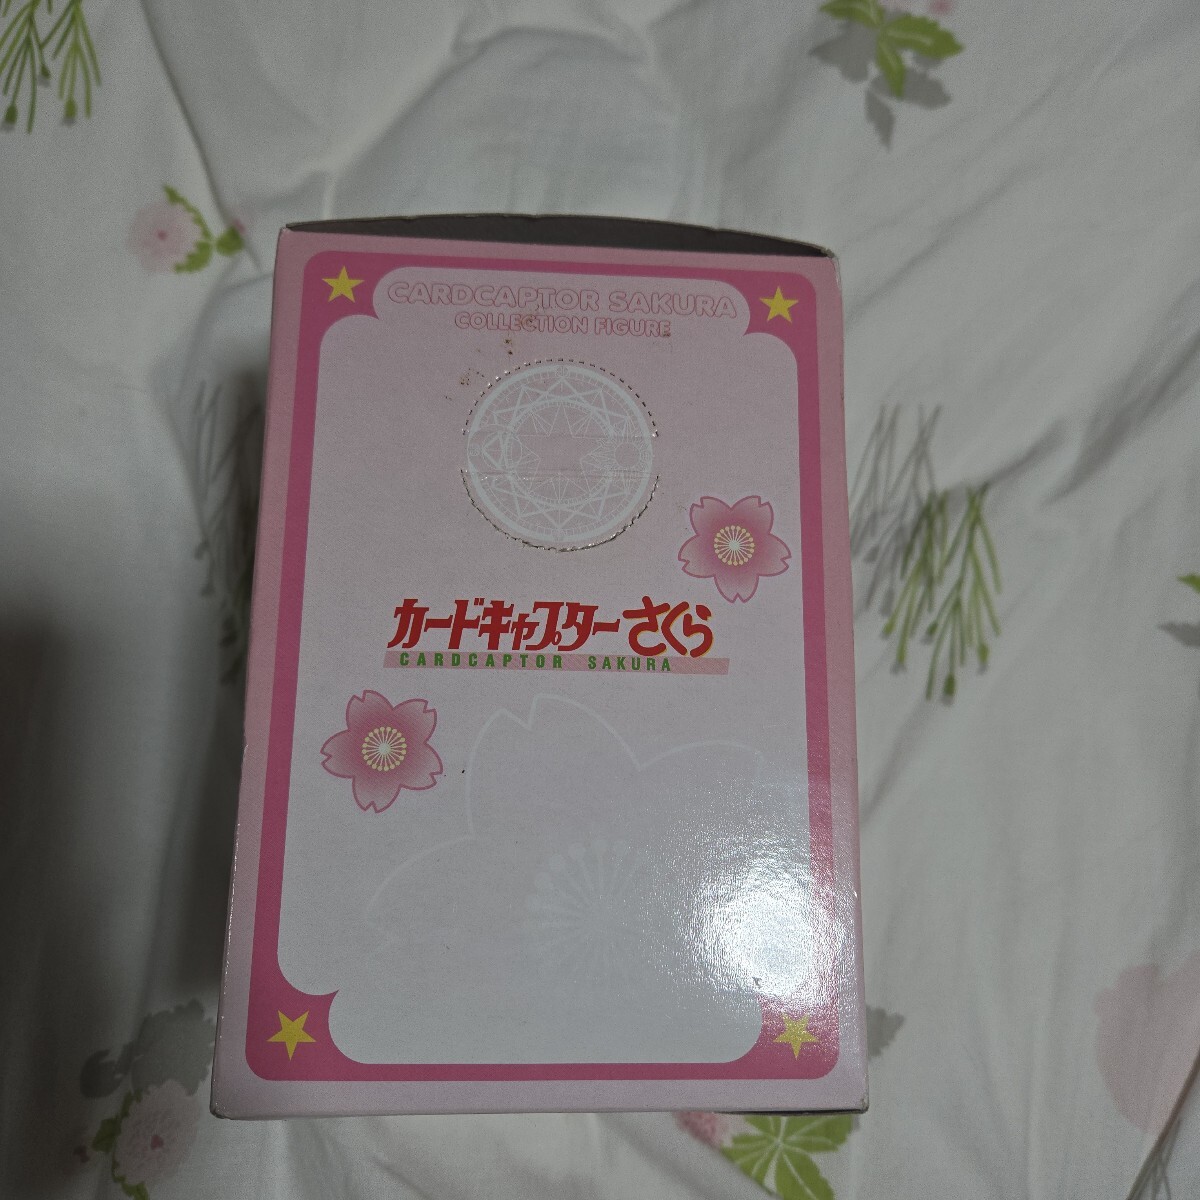 CARDCAPTOR SAKURA
COLLECTION FIGURE
カードキャプターさくら
CARDCAPTOR SAKURA